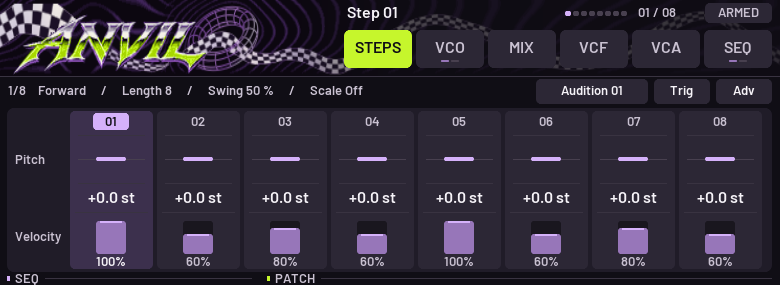 ANVIL
Step 01 01 / 08 ARMED
STEPS VCO MIX VCF VCA SEQ
1/8 Forward / Length 8 / Swing 50 % / Scale Off Audition 01 Trig Adv
01 02 03 04 05 06 07 08
Pitch
+0.0 st +0.0 st +0.0 st +0.0 st +0.0 st +0.0 st +0.0 st +0.0 st
Velocity
100% 60% 80% 60% 100% 60% 80% 60%
SEQ PATCH